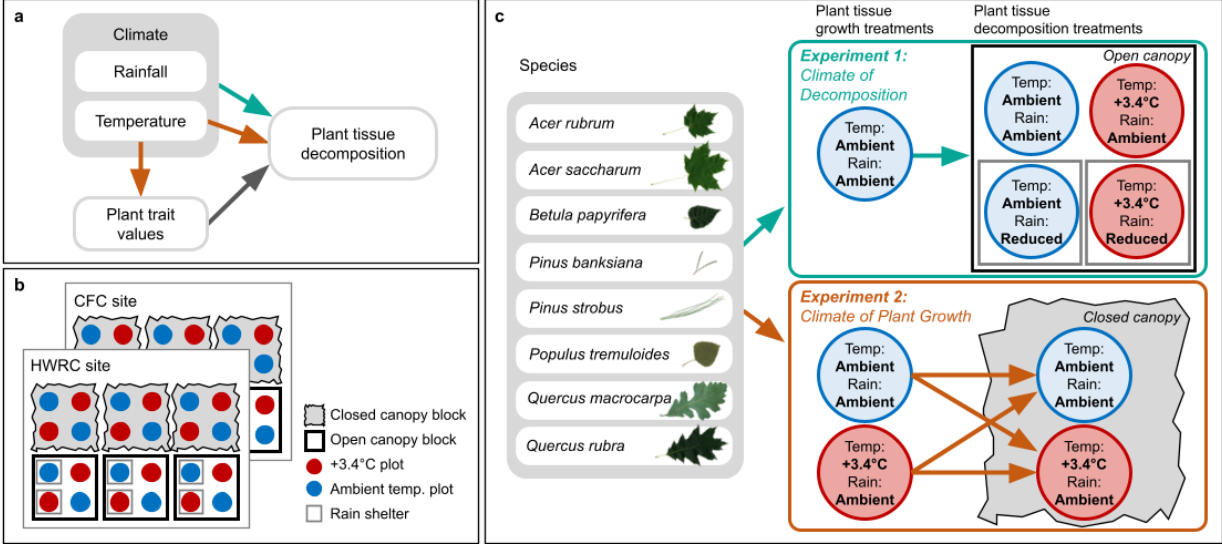 a
Climate
Rainfall
Temperature
Plant tissue
decomposition
Plant trait
values
b
CFC site
HWRC site
Closed canopy block
Open canopy block
+3.4°C plot
Ambient temp. plot
Rain shelter
c
Species
Acer rubrum
Acer saccharum
Betula papyrifera
Pinus banksiana
Pinus strobus
Populus tremuloides
Quercus macrocarpa
Quercus rubra
Plant tissue
growth treatments
Plant tissue
decomposition treatments
Experiment 1:
Climate of
Decomposition
Temp:
Ambient
Rain:
Ambient
Open canopy
Temp:
Ambient
Rain:
Ambient
Temp:
+3.4°C
Rain:
Ambient
Temp:
Ambient
Rain:
Reduced
Temp:
+3.4°C
Rain:
Reduced
Experiment 2:
Climate of Plant Growth
Closed canopy
Temp:
Ambient
Rain:
Ambient
Temp:
Ambient
Rain:
Ambient
Temp:
+3.4°C
Rain:
Ambient
Temp:
+3.4°C
Rain:
Ambient